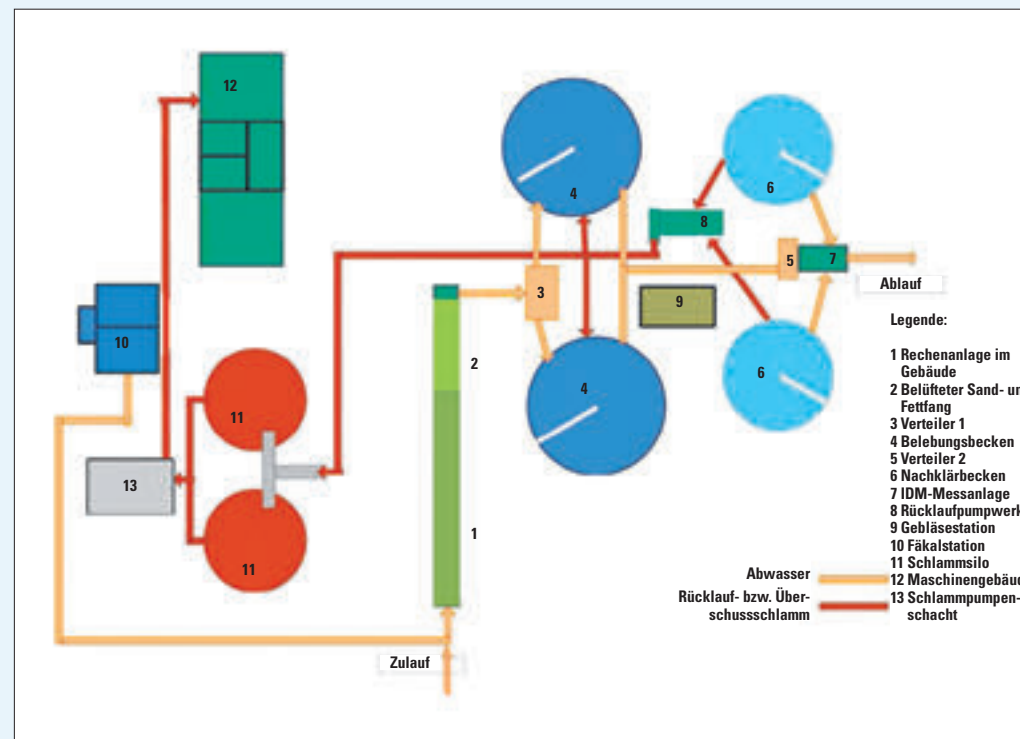 12
4
6
8
5
7
Ablauf
3
9
10
2
4
6
11
13
1
11
Zulauf
Legende:
1 Rechenanlage im
Gebäude
2 Belüfteter Sand- un
Fettfang
3 Verteiler 1
4 Belebungsbecken
5 Verteiler 2
6 Nachklärbecken
7 IDM-Messanlage
8 Rücklaufpumpwerk
9 Gebläsestation
10 Fäkalstation
11 Schlammsilo
12 Maschinengebäud
13 Schlammpumpen-
schacht
Abwasser
Rücklauf- bzw. Über-
schussschlamm